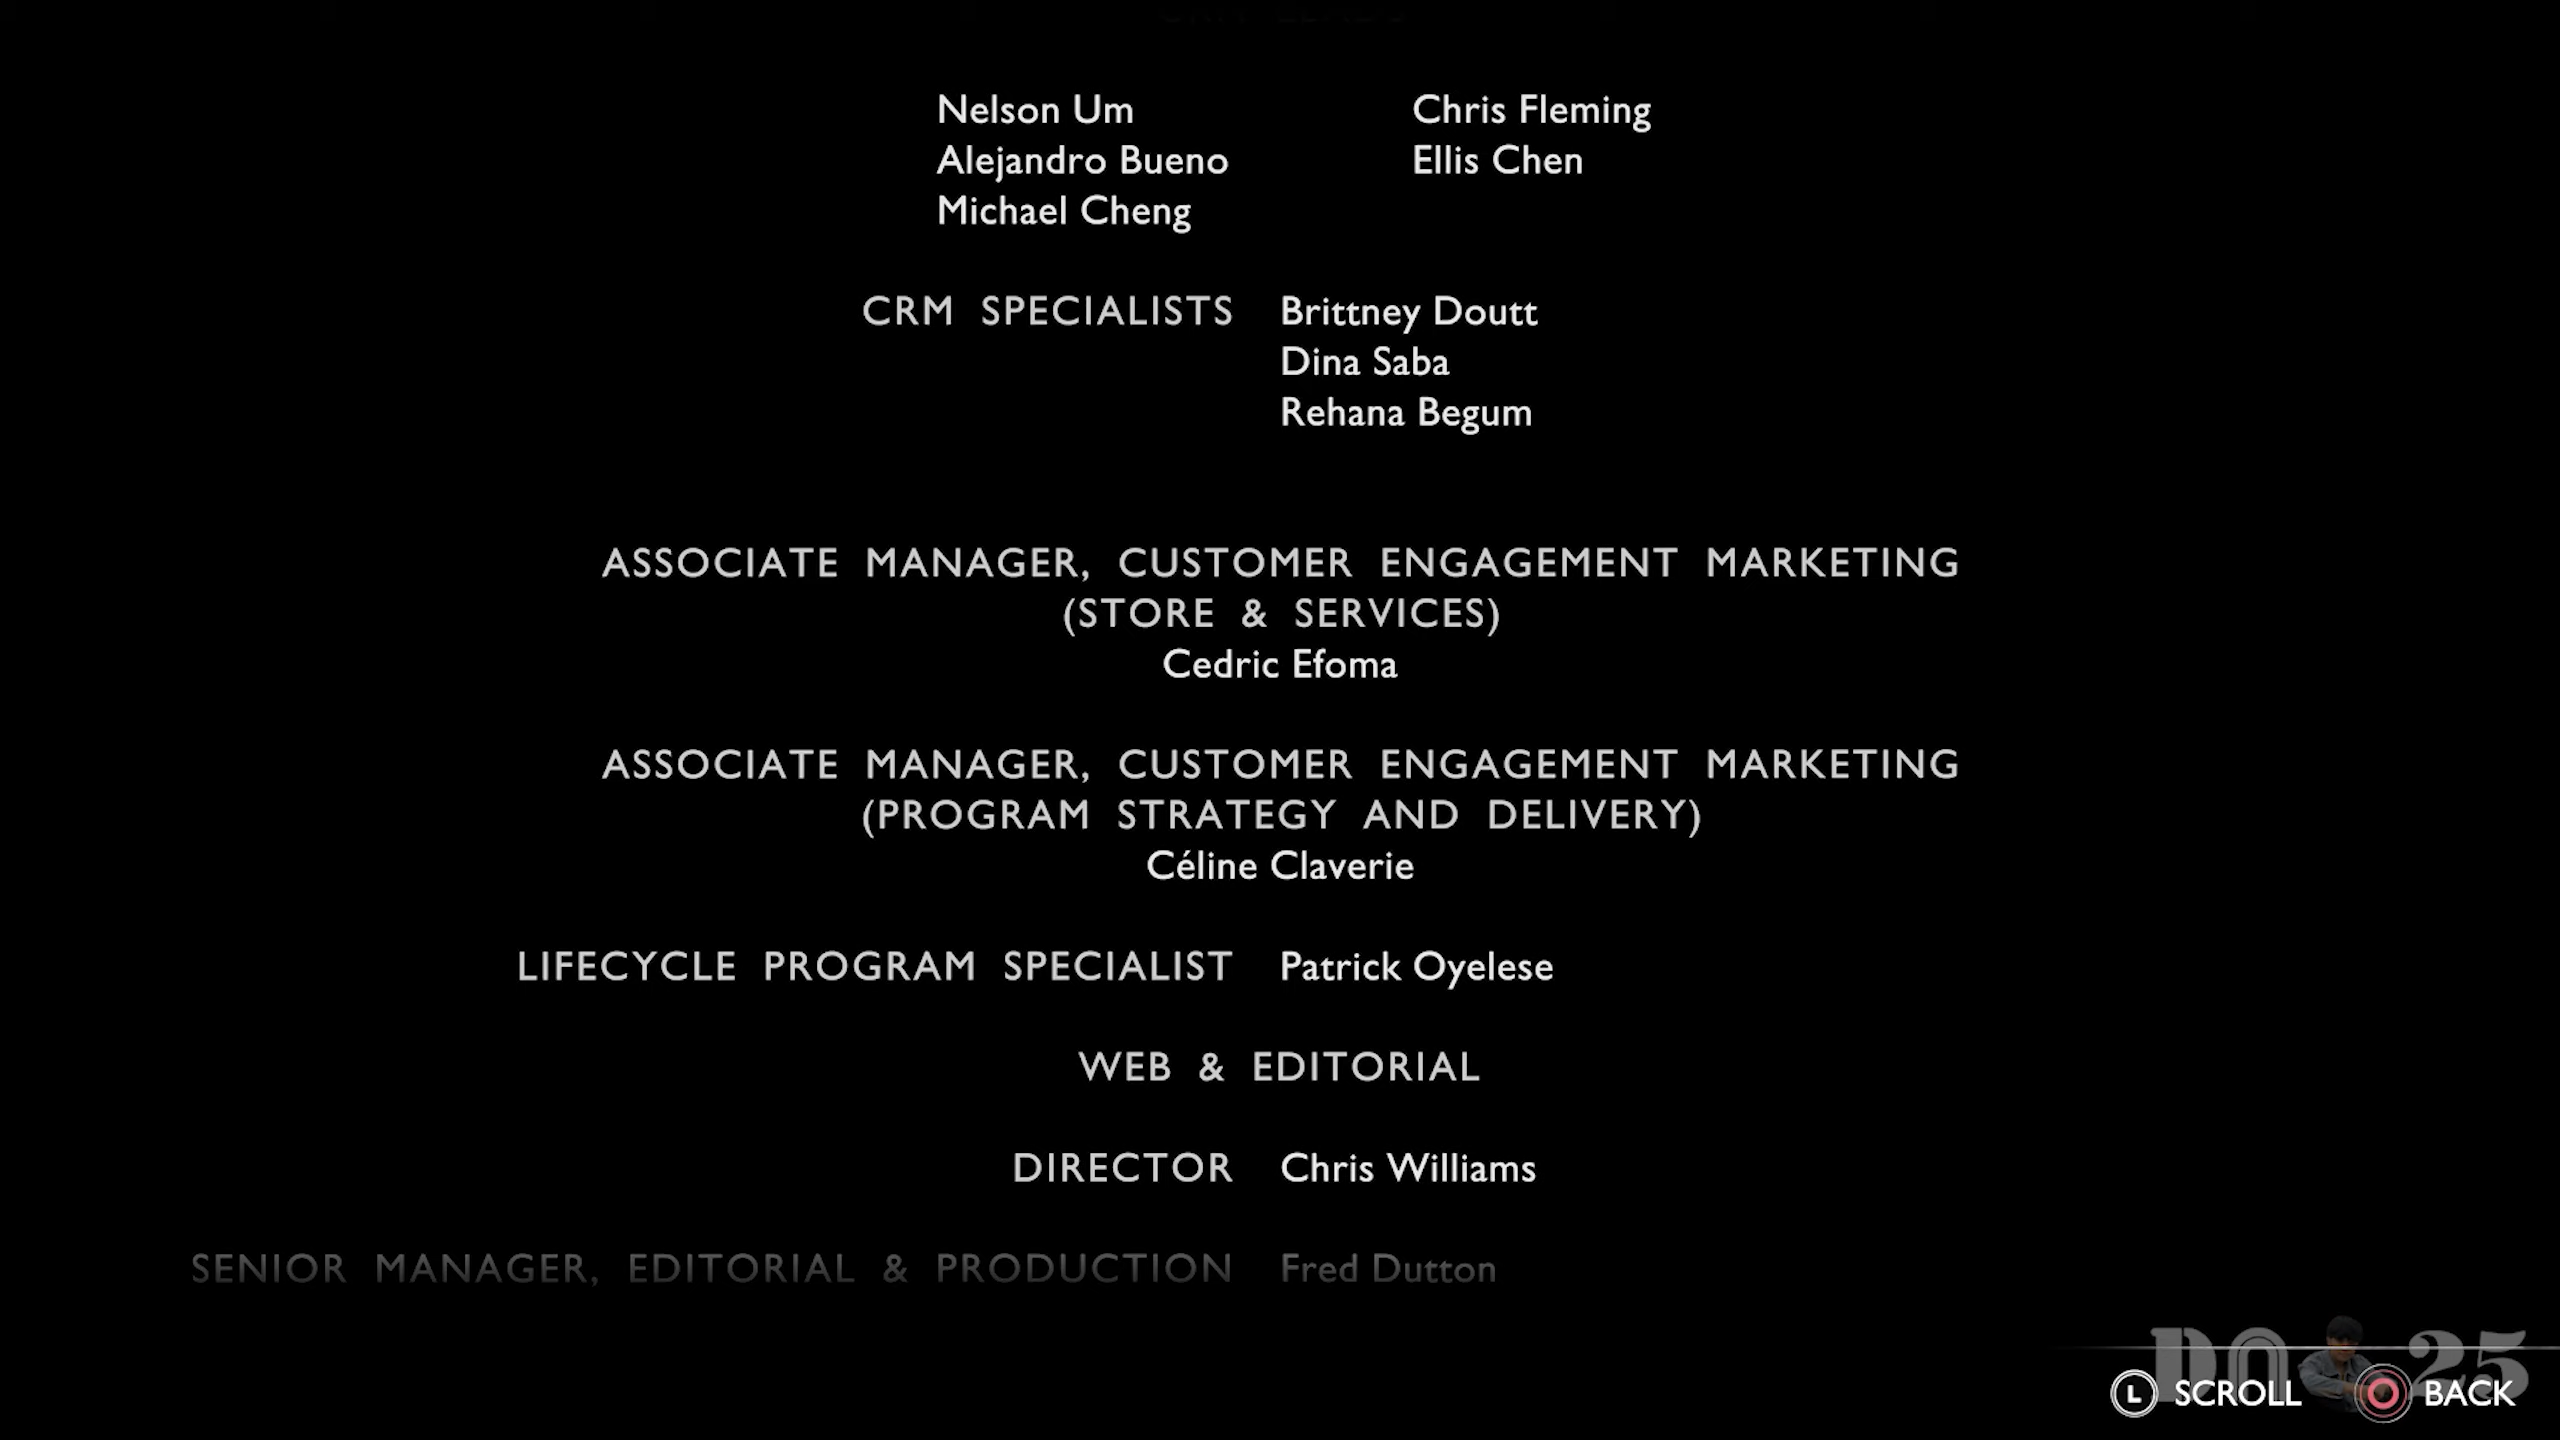 Nelson Um Chris Fleming
Alejandro Bueno Ellis Chen
Michael Cheng
CRM SPECIALISTS Brittney Doutt
Dina Saba
Rehana Begum
ASSOCIATE MANAGER, CUSTOMER ENGAGEMENT MARKETING
(STORE & SERVICES)
Cedric Efoma
ASSOCIATE MANAGER, CUSTOMER ENGAGEMENT MARKETING
(PROGRAM STRATEGY AND DELIVERY)
Céline Claverie
LIFECYCLE PROGRAM SPECIALIST Patrick Oyelese
WEB & EDITORIAL
DIRECTOR Chris Williams
SENIOR MANAGER, EDITORIAL & PRODUCTION Fred Dutton
L SCROLL BACK